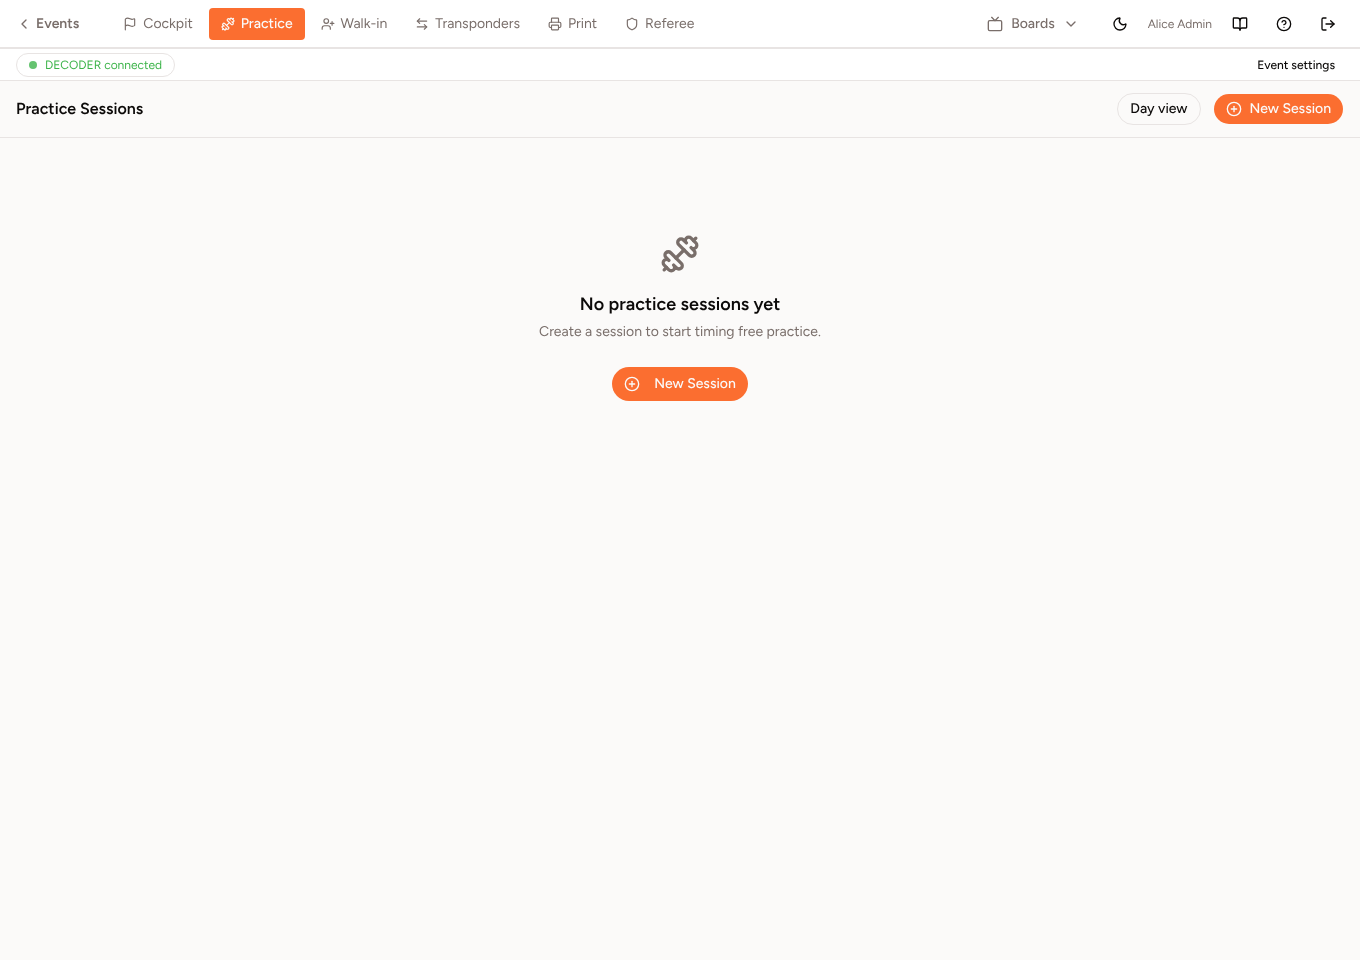 Events
Cockpit
Practice
Walk-in
Transponders
Print
Referee
Boards
Alice Admin
DECODER connected
Event settings
Practice Sessions
Day view
New Session
No practice sessions yet
Create a session to start timing free practice.
New Session